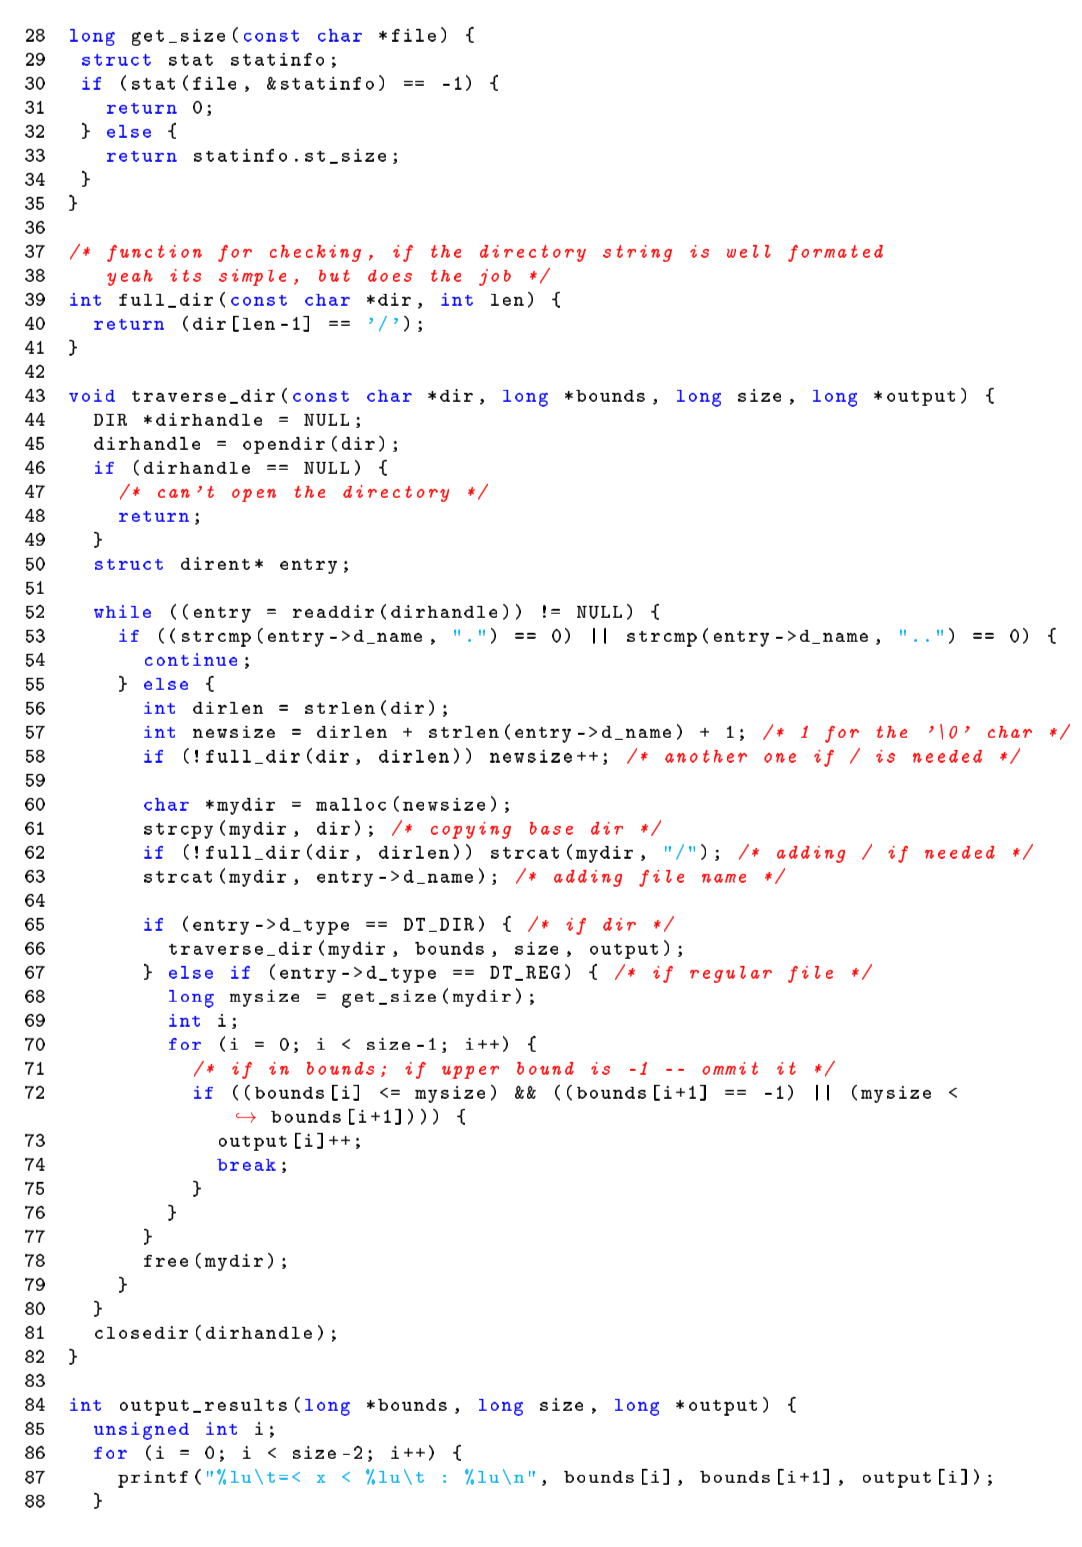 28 long get_size(const char *file) {
29  struct stat statinfo;
30  if (stat(file, &statinfo) == -1) {
31    return 0;
32  } else {
33    return statinfo.st_size;
34  }
35 }
36
37 /* function for checking, if the directory string is well formated
38    yeah its simple, but does the job */
39 int full_dir(const char *dir, int len) {
40   return (dir[len-1] == '/');
41 }
42
43 void traverse_dir(const char *dir, long *bounds, long size, long *output) {
44   DIR *dirhandle = NULL;
45   dirhandle = opendir(dir);
46   if (dirhandle == NULL) {
47     /* can't open the directory */
48     return;
49   }
50   struct dirent* entry;
51
52   while ((entry = readdir(dirhandle)) != NULL) {
53     if ((strcmp(entry->d_name, ".") == 0) || strcmp(entry->d_name, "..") == 0) {
54       continue;
55     } else {
56       int dirlen = strlen(dir);
57       int newsize = dirlen + strlen(entry->d_name) + 1; /* 1 for the '\0' char */
58       if (!full_dir(dir, dirlen)) newsize++; /* another one if / is needed */
59
60       char *mydir = malloc(newsize);
61       strcpy(mydir, dir); /* copying base dir */
62       if (!full_dir(dir, dirlen)) strcat(mydir, "/"); /* adding / if needed */
63       strcat(mydir, entry->d_name); /* adding file name */
64
65       if (entry->d_type == DT_DIR) { /* if dir */
66         traverse_dir(mydir, bounds, size, output);
67       } else if (entry->d_type == DT_REG) { /* if regular file */
68         long mysize = get_size(mydir);
69         int i;
70         for (i = 0; i < size-1; i++) {
71           /* if in bounds; if upper bound is -1 -- ommit it */
72           if ((bounds[i] <= mysize) && ((bounds[i+1] == -1) || (mysize <
              ↪ bounds[i+1]))) {
73             output[i]++;
74             break;
75           }
76         }
77       }
78       free(mydir);
79     }
80   }
81   closedir(dirhandle);
82 }
83
84 int output_results(long *bounds, long size, long *output) {
85   unsigned int i;
86   for (i = 0; i < size-2; i++) {
87     printf("%lu\t=< x < %lu\t : %lu\n", bounds[i], bounds[i+1], output[i]);
88   }